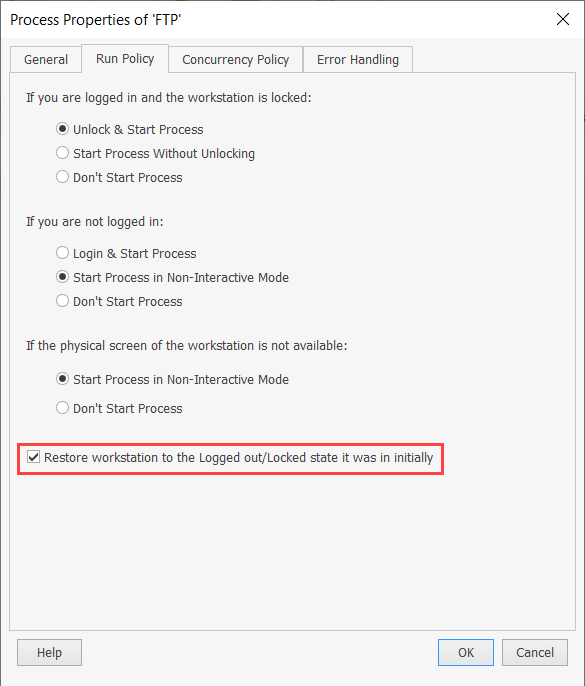 Process Properties of 'FTP'
General
Run Policy
Concurrency Policy
Error Handling
If you are logged in and the workstation is locked:
Unlock & Start Process
Start Process Without Unlocking
Don't Start Process
If you are not logged in:
Login & Start Process
Start Process in Non-Interactive Mode
Don't Start Process
If the physical screen of the workstation is not available:
Start Process in Non-Interactive Mode
Don't Start Process
Restore workstation to the Logged out/Locked state it was in initially
Help
OK
Cancel